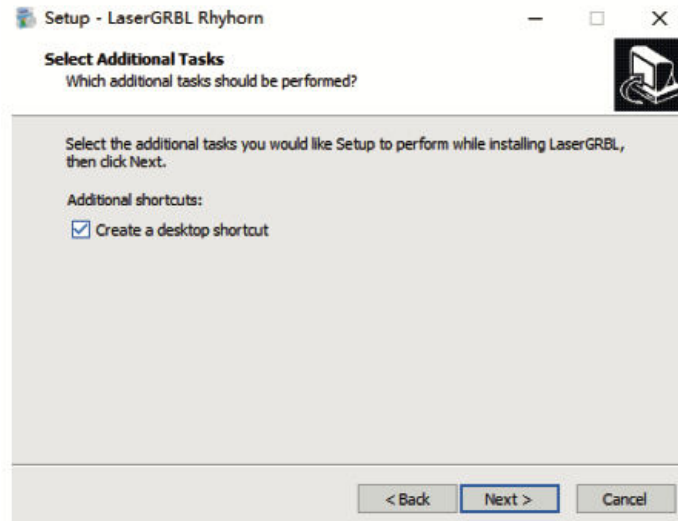 Setup - LaserGRBL Rhyhorn
Select Additional Tasks
Which additional tasks should be performed?
Select the additional tasks you would like Setup to perform while installing LaserGRBL,
then click Next.
Additional shortcuts:
Create a desktop shortcut
< Back
Next >
Cancel